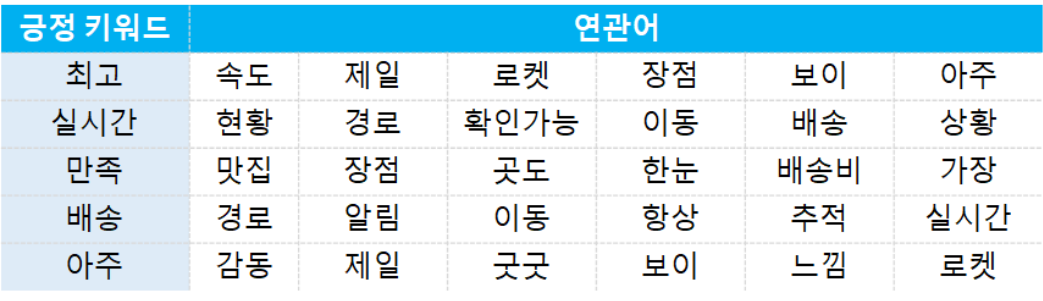 긍정 키워드 연관어
최고 속도 제일 로켓 장점 보이 아주
실시간 현황 경로 확인가능 이동 배송 상황
만족 맛집 장점 곳도 한눈 배송비 가장
배송 경로 알림 이동 항상 추적 실시간
아주 감동 제일 굿굿 보이 느낌 로켓